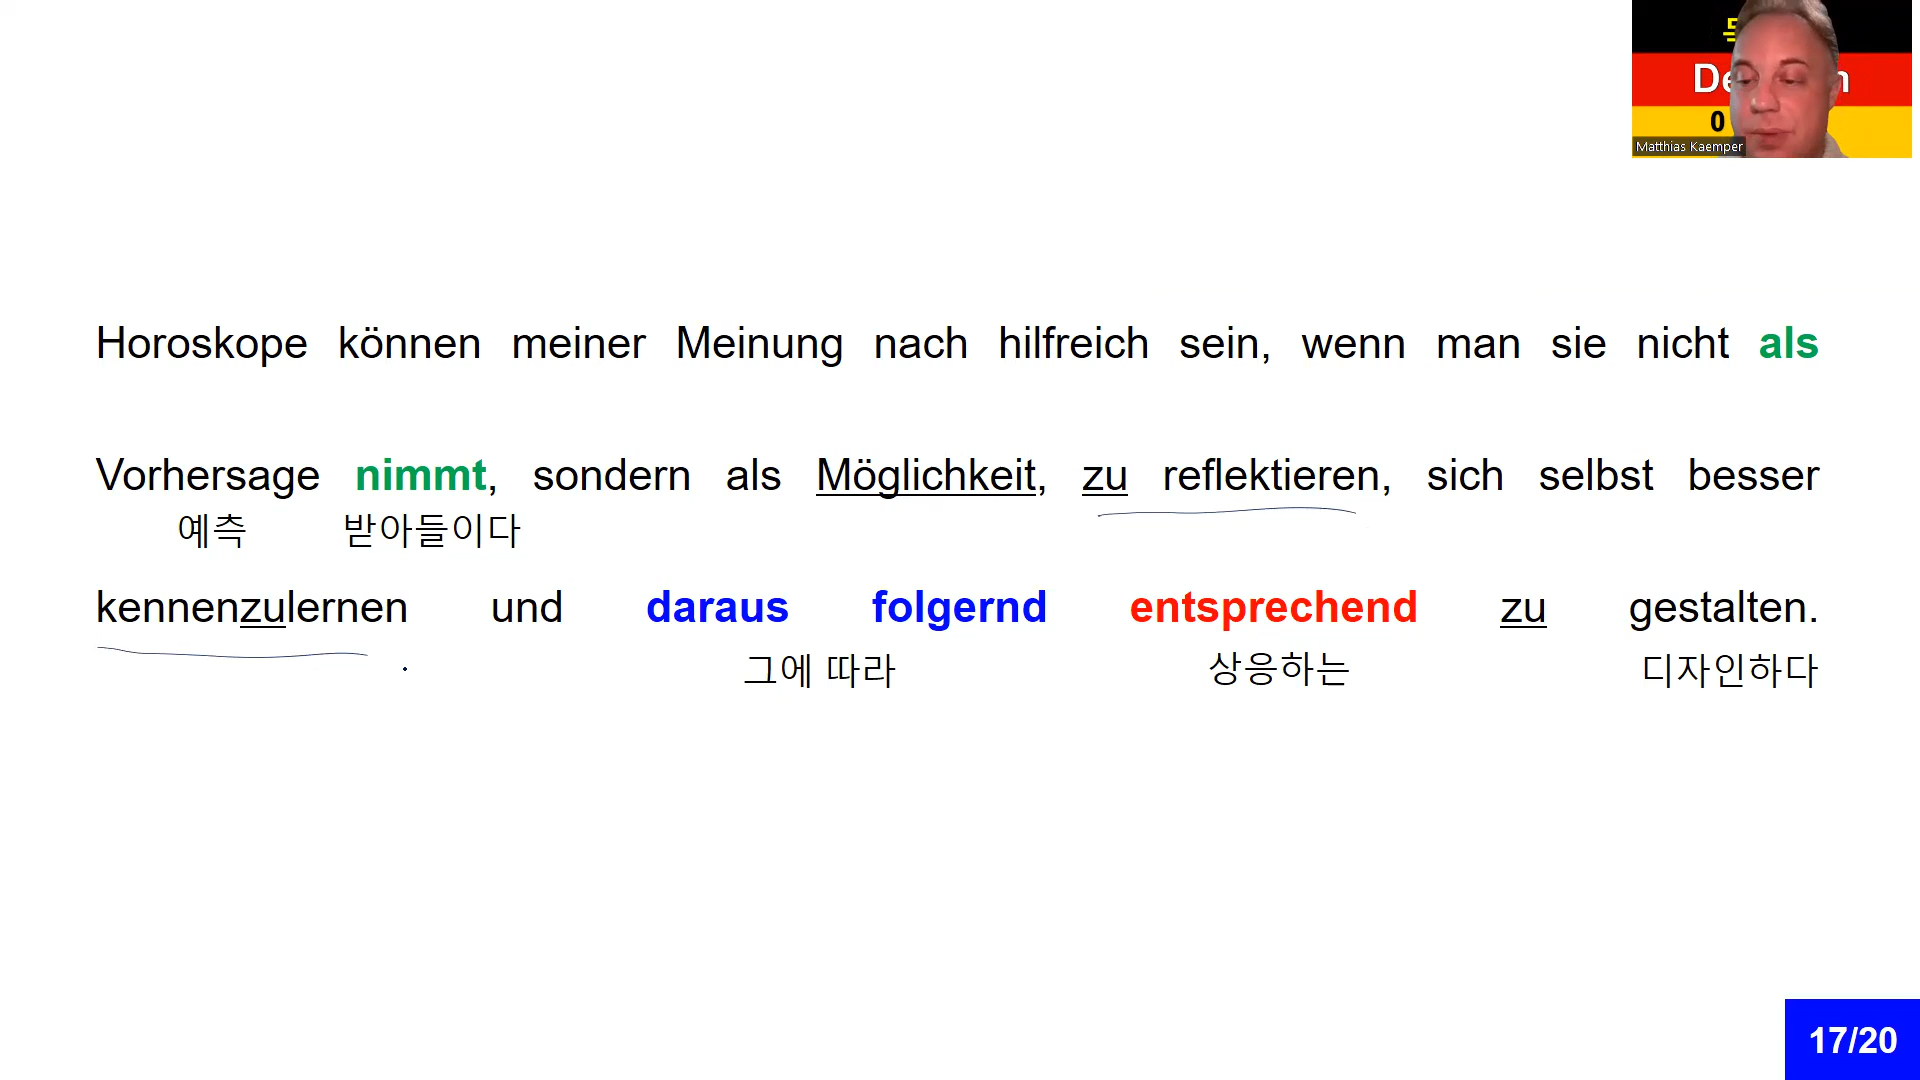 De
n
0
Matthias Kaemper
Horoskope können meiner Meinung nach hilfreich sein, wenn man sie nicht als
Vorhersage nimmt, sondern als Möglichkeit, zu reflektieren, sich selbst besser
예측 받아들이다
kennenzulernen und daraus folgernd entsprechend zu gestalten.
그에 따라 상응하는 디자인하다
17/20